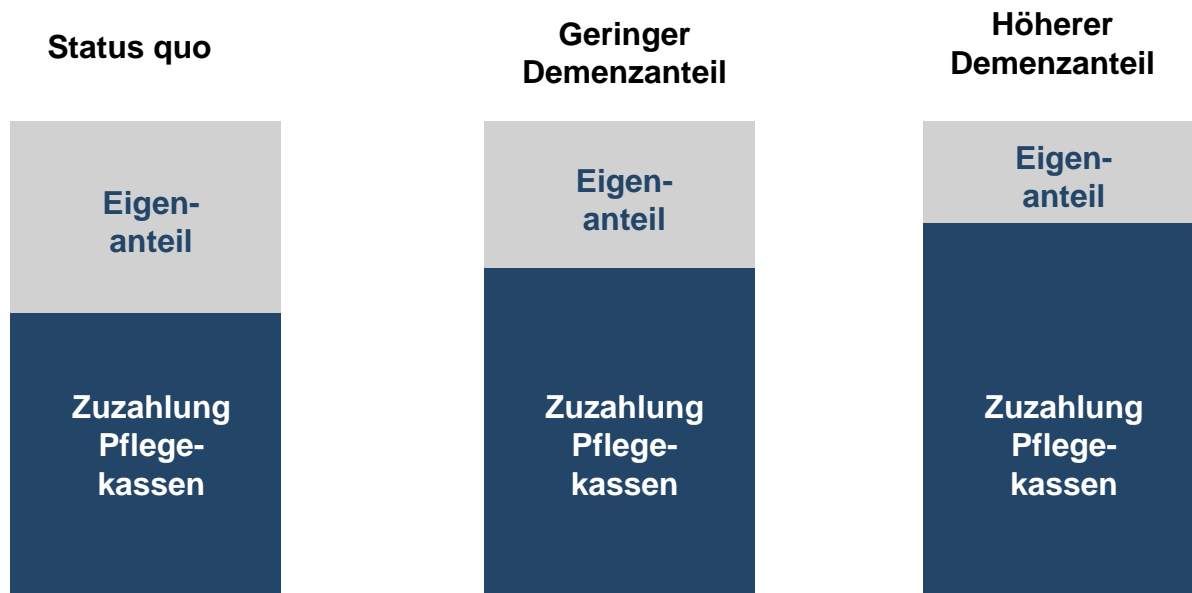 Status quo
Geringer
Demenzanteil
Höherer
Demenzanteil
Eigen-
anteil
Eigen-
anteil
Eigen-
anteil
Zuzahlung
Pflege-
kassen
Zuzahlung
Pflege-
kassen
Zuzahlung
Pflege-
kassen